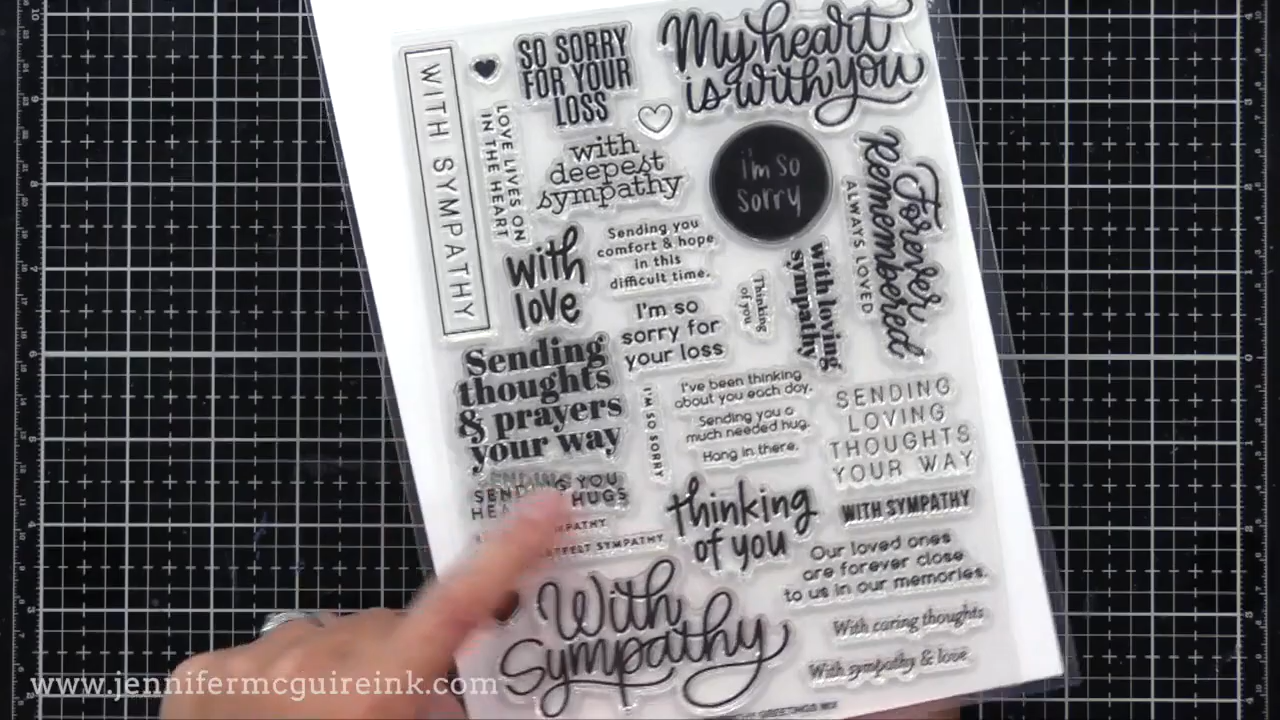 WITH SYMPATHY
SO SORRY
FOR YOUR
LOSS
My heart
is with you
LOVE LIVES ON
IN THE HEART
with
deepest
sympathy
i'm so
sorry
Forever
Remembered
ALWAYS LOVED
with
love
Sending you
comfort & hope
in this
difficult time.
Thinking
of you
with loving
sympathy
I'm so
sorry for
your loss
Sending
thoughts
& prayers
your way
I'M SO SORRY
I've been thinking
about you each day.
Sending you a
much needed hug.
Hang in there.
SENDING
LOVING
THOUGHTS
YOUR WAY
SENDING YOU
HUGS
thinking
of you
WITH SYMPATHY
SYMPATHY
Our loved ones
are forever close
to us in our memories.
With
Sympathy
With caring thoughts
With sympathy & love
GREETINGS MIX
www.jennifermcguireink.com